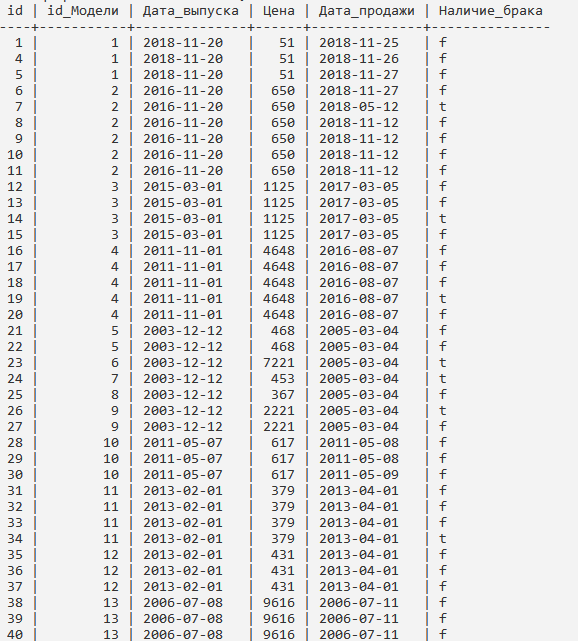 id | id_Модели | Дата_выпуска | Цена | Дата_продажи | Наличие_брака
----+-----------+--------------+------+--------------+---------------
1 | 1 | 2018-11-20 | 51 | 2018-11-25 | f
4 | 1 | 2018-11-20 | 51 | 2018-11-26 | f
5 | 1 | 2018-11-20 | 51 | 2018-11-27 | f
6 | 2 | 2016-11-20 | 650 | 2018-11-27 | f
7 | 2 | 2016-11-20 | 650 | 2018-05-12 | t
8 | 2 | 2016-11-20 | 650 | 2018-11-12 | f
9 | 2 | 2016-11-20 | 650 | 2018-11-12 | f
10 | 2 | 2016-11-20 | 650 | 2018-11-12 | f
11 | 2 | 2016-11-20 | 650 | 2018-11-12 | f
12 | 3 | 2015-03-01 | 1125 | 2017-03-05 | f
13 | 3 | 2015-03-01 | 1125 | 2017-03-05 | f
14 | 3 | 2015-03-01 | 1125 | 2017-03-05 | t
15 | 3 | 2015-03-01 | 1125 | 2017-03-05 | f
16 | 4 | 2011-11-01 | 4648 | 2016-08-07 | f
17 | 4 | 2011-11-01 | 4648 | 2016-08-07 | f
18 | 4 | 2011-11-01 | 4648 | 2016-08-07 | f
19 | 4 | 2011-11-01 | 4648 | 2016-08-07 | t
20 | 4 | 2011-11-01 | 4648 | 2016-08-07 | f
21 | 5 | 2003-12-12 | 468 | 2005-03-04 | f
22 | 5 | 2003-12-12 | 468 | 2005-03-04 | f
23 | 6 | 2003-12-12 | 7221 | 2005-03-04 | t
24 | 7 | 2003-12-12 | 453 | 2005-03-04 | t
25 | 8 | 2003-12-12 | 367 | 2005-03-04 | f
26 | 9 | 2003-12-12 | 2221 | 2005-03-04 | t
27 | 9 | 2003-12-12 | 2221 | 2005-03-04 | f
28 | 10 | 2011-05-07 | 617 | 2011-05-08 | f
29 | 10 | 2011-05-07 | 617 | 2011-05-08 | f
30 | 10 | 2011-05-07 | 617 | 2011-05-09 | f
31 | 11 | 2013-02-01 | 379 | 2013-04-01 | f
32 | 11 | 2013-02-01 | 379 | 2013-04-01 | f
33 | 11 | 2013-02-01 | 379 | 2013-04-01 | f
34 | 11 | 2013-02-01 | 379 | 2013-04-01 | t
35 | 12 | 2013-02-01 | 431 | 2013-04-01 | f
36 | 12 | 2013-02-01 | 431 | 2013-04-01 | f
37 | 12 | 2013-02-01 | 431 | 2013-04-01 | f
38 | 13 | 2006-07-08 | 9616 | 2006-07-11 | f
39 | 13 | 2006-07-08 | 9616 | 2006-07-11 | f
40 | 13 | 2006-07-08 | 9616 | 2006-07-11 | f